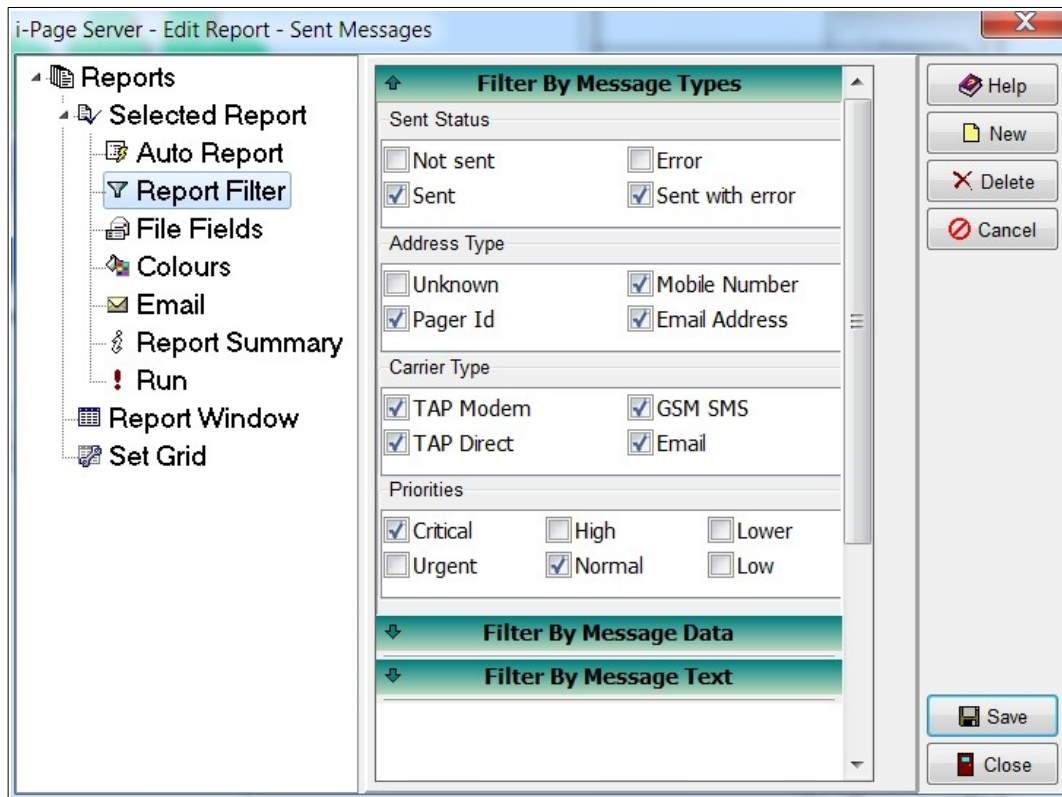 i-Page Server - Edit Report - Sent Messages
X
Reports
Selected Report
Auto Report
Report Filter
File Fields
Colours
Email
Report Summary
Run
Report Window
Set Grid
Filter By Message Types
Sent Status
Not sent
Error
Sent
Sent with error
Address Type
Unknown
Mobile Number
Pager Id
Email Address
Carrier Type
TAP Modem
GSM SMS
TAP Direct
Email
Priorities
Critical
High
Lower
Urgent
Normal
Low
Filter By Message Data
Filter By Message Text
Help
New
Delete
Cancel
Save
Close